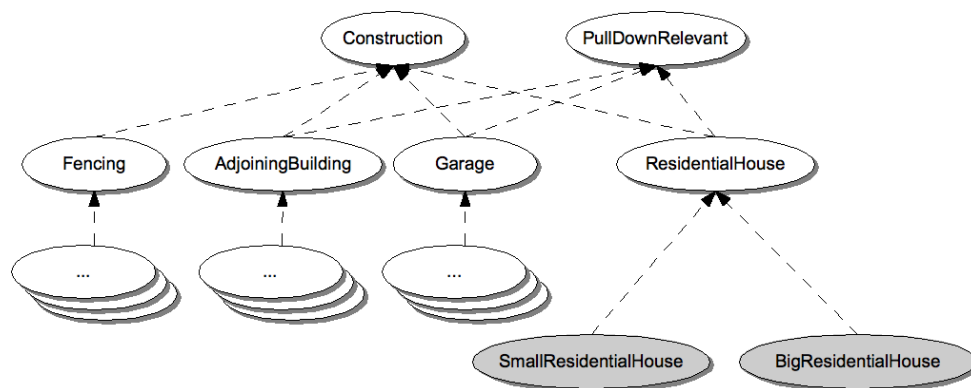 Construction
PullDownRelevant
Fencing
AdjoiningBuilding
Garage
ResidentialHouse
...
...
...
SmallResidentialHouse
BigResidentialHouse